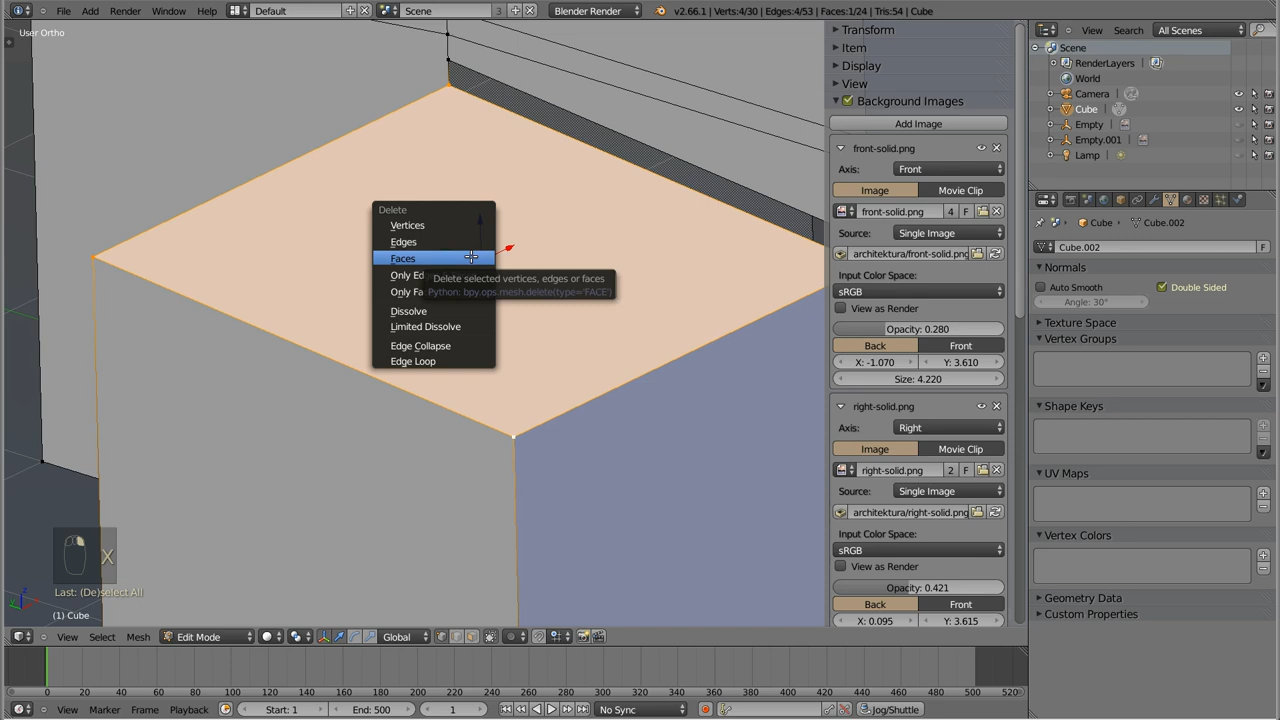 File Add Render Window Help Default Scene 3 Blender Render v2.66.1 | Verts:4/30 | Edges:4/53 | Faces:1/24 | Tris:54 | Cube
User Ortho
Delete
Vertices
Edges
Faces
Only Ed
Only Fa
Dissolve
Limited Dissolve
Edge Collapse
Edge Loop
Delete selected vertices, edges or faces
Python: bpy.ops.mesh.delete(type='FACE')
X
Last: (De)select All
(1) Cube
Transform
Item
Display
View
Background Images
Add Image
front-solid.png
Axis: Front
Image Movie Clip
front-solid.png 4 F
Source: Single Image
architektura/front-solid.png
Input Color Space:
sRGB
View as Render
Opacity: 0.280
Back Front
X: -1.070 Y: 3.610
Size: 4.220
right-solid.png
Axis: Right
Image Movie Clip
right-solid.png 2 F
Source: Single Image
architektura/right-solid.png
Input Color Space:
sRGB
View as Render
Opacity: 0.421
Back Front
X: 0.095 Y: 3.615
View Search All Scenes
Scene
RenderLayers
World
Camera
Cube
Empty
Empty.001
Lamp
Cube Cube.002
Cube.002 F
Normals
Auto Smooth Double Sided
Angle: 30°
Texture Space
Vertex Groups
Shape Keys
UV Maps
Vertex Colors
Geometry Data
Custom Properties
View Select Mesh Edit Mode Global
0 20 40 60 80 100 120 140 160 180 200 220 240 260 280 300 320 340 360 380 400 420 440 460 480 500 520
View Marker Frame Playback Start: 1 End: 500 1 No Sync Jog/Shuttle